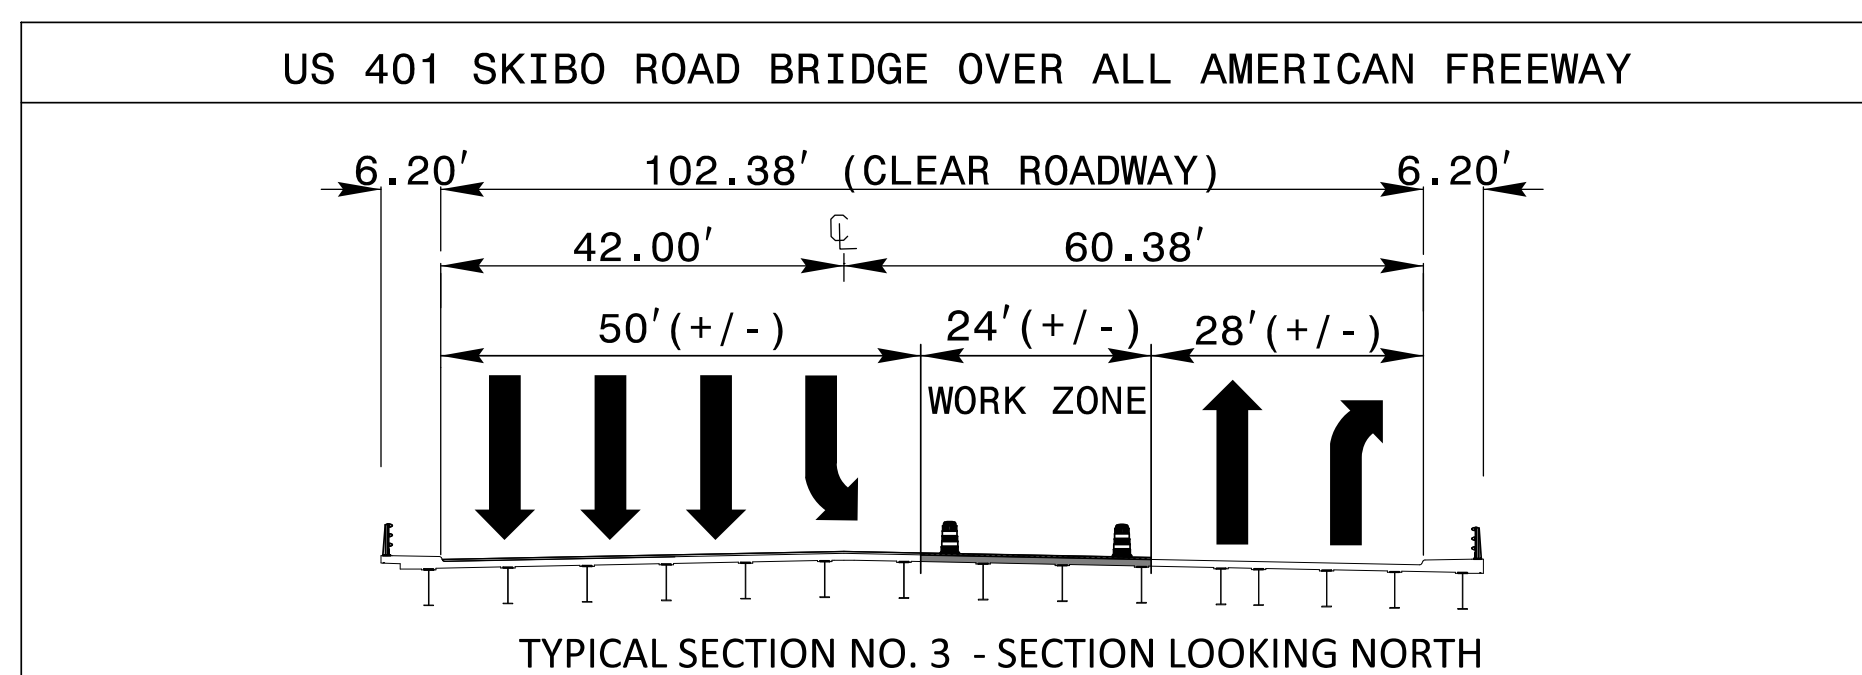 US 401 SKIBO ROAD BRIDGE OVER ALL AMERICAN FREEWAY
6.20' 102.38' (CLEAR ROADWAY) 6.20'
42.00' CL 60.38'
50'(+/-) 24'(+/-) 28'(+/-)
WORK ZONE
TYPICAL SECTION NO. 3 - SECTION LOOKING NORTH